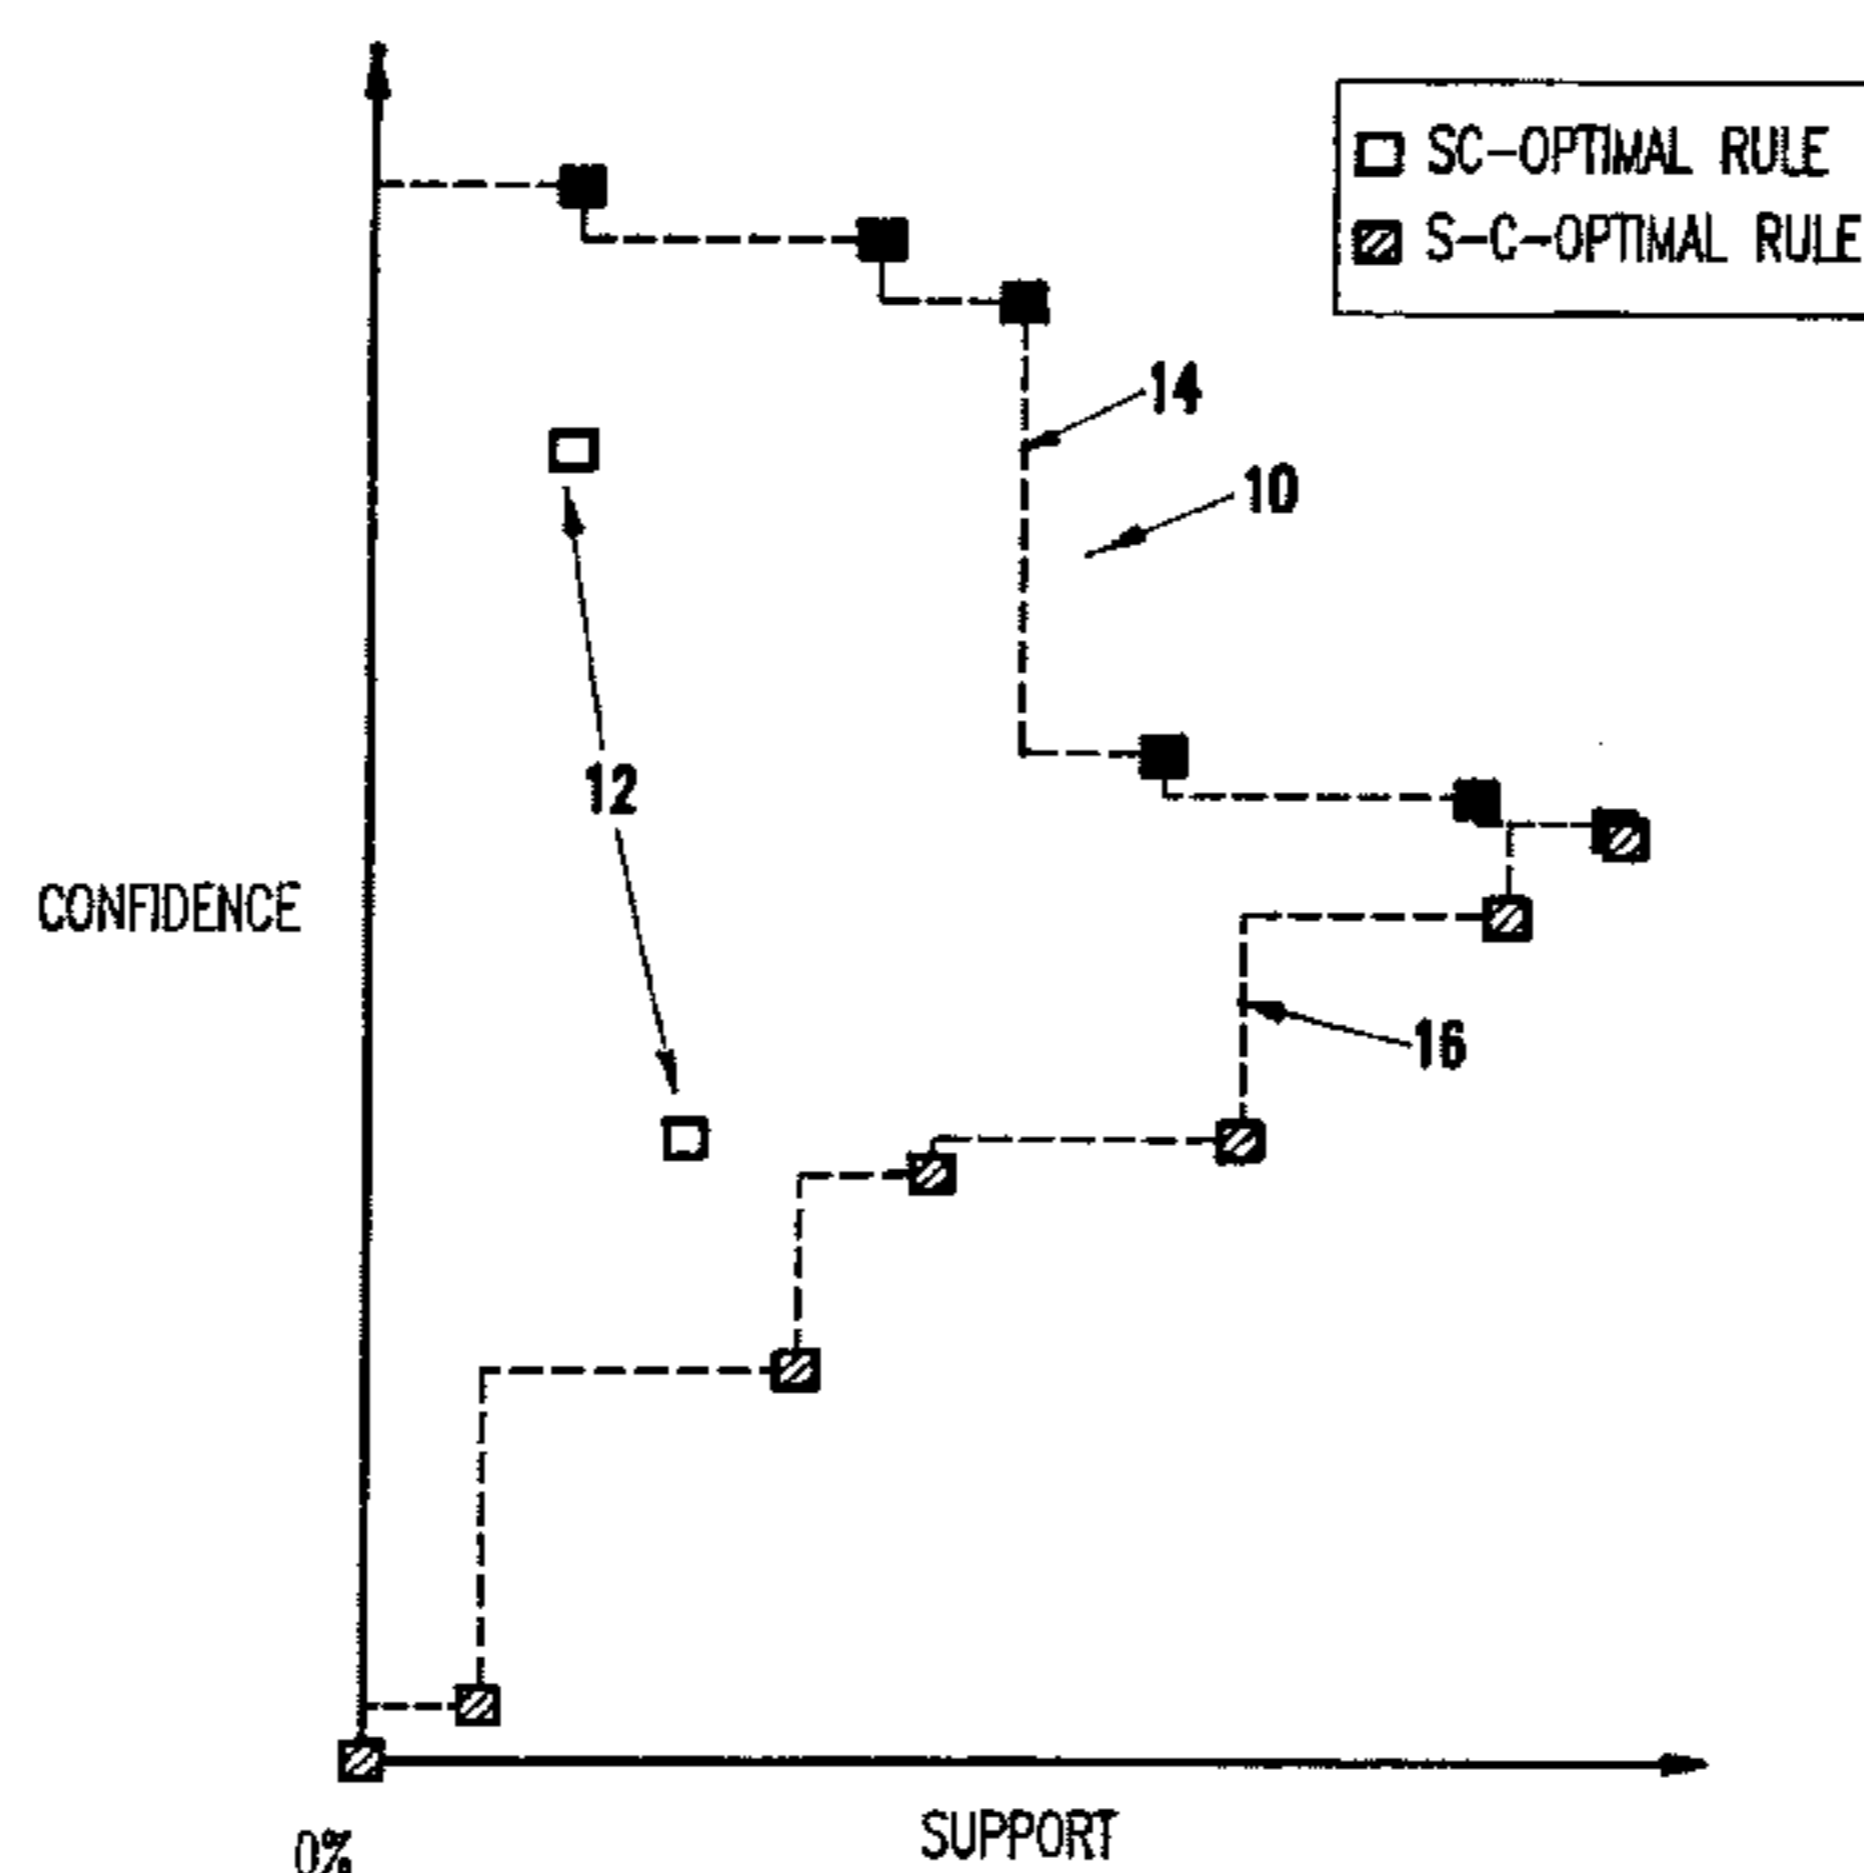 SC-OPTIMAL RULE
S-C-OPTIMAL RULE
14
10
12
CONFIDENCE
16
SUPPORT
0%